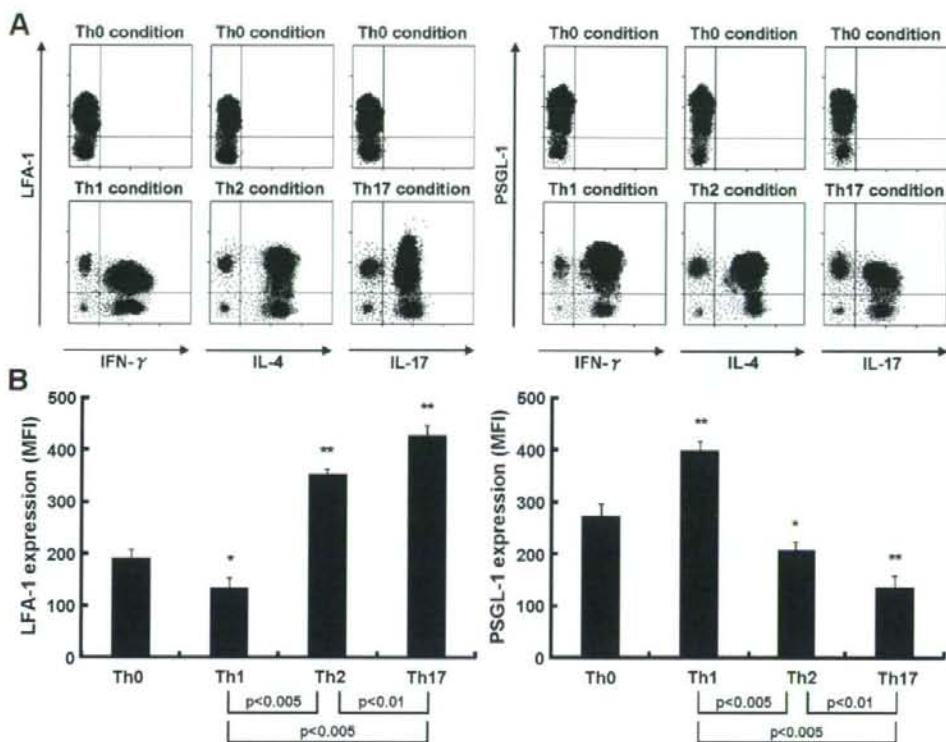 A
Th0 condition Th0 condition Th0 condition Th0 condition Th0 condition Th0 condition
LFA-1
PSGL-1
Th1 condition Th2 condition Th17 condition Th1 condition Th2 condition Th17 condition
IFN-γ IL-4 IL-17 IFN-γ IL-4 IL-17
B
LFA-1 expression (MFI)
500
400
300
200
100
0
* ** **
Th0 Th1 Th2 Th17
p<0.005 p<0.01
p<0.005
PSGL-1 expression (MFI)
500
400
300
200
100
0
** * **
Th0 Th1 Th2 Th17
p<0.005 p<0.01
p<0.005